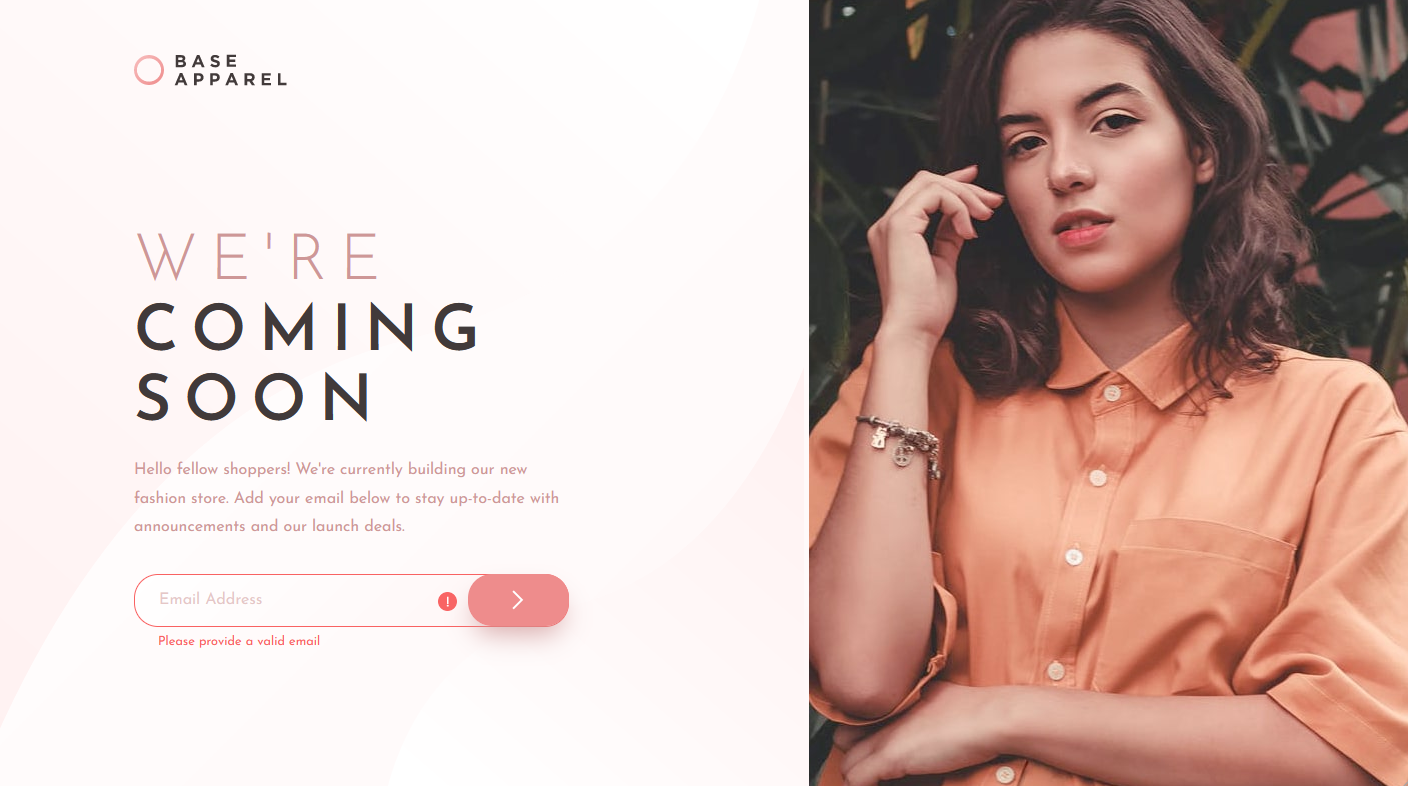 BASE
APPAREL
WE'RE
COMING
SOON
Hello fellow shoppers! We're currently building our new
fashion store. Add your email below to stay up-to-date with
announcements and our launch deals.
Email Address !
Please provide a valid email